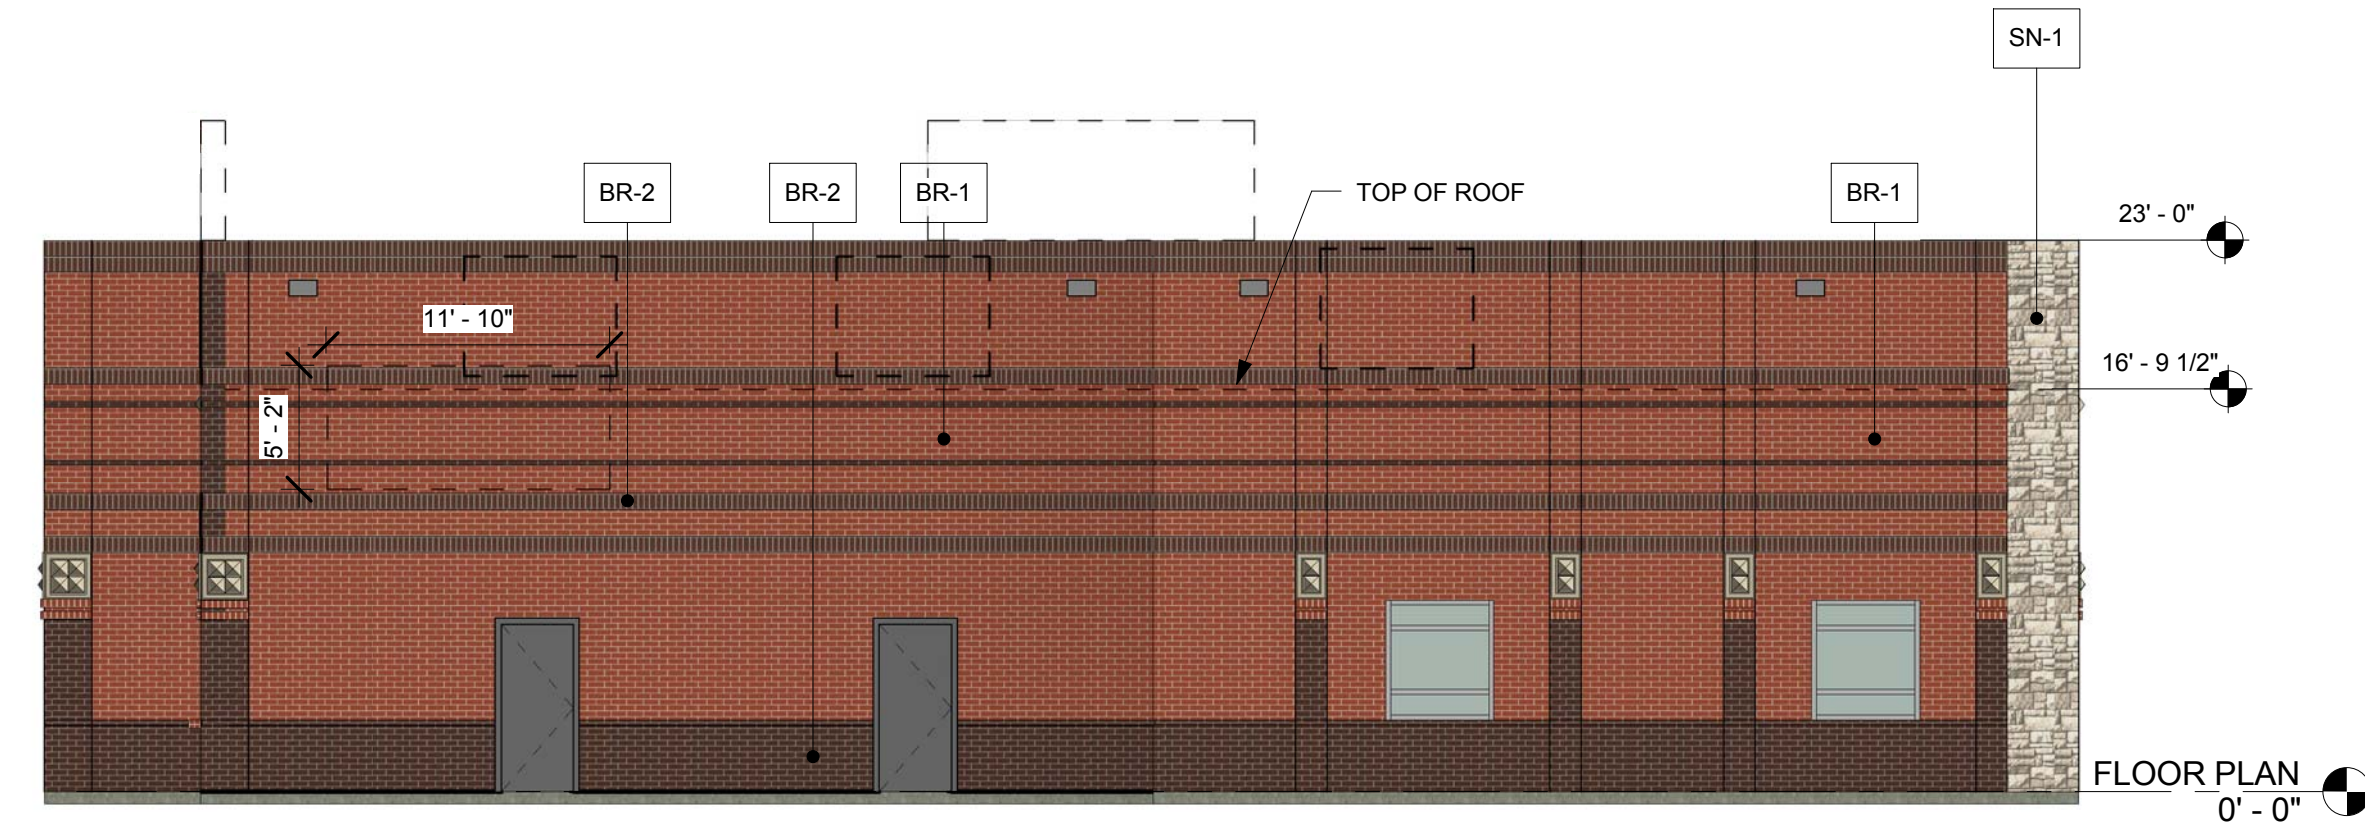 SN-1
BR-2
BR-2
BR-1
TOP OF ROOF
BR-1
23' - 0"
11' - 10"
16' - 9 1/2"
5' - 2"
FLOOR PLAN
0' - 0"